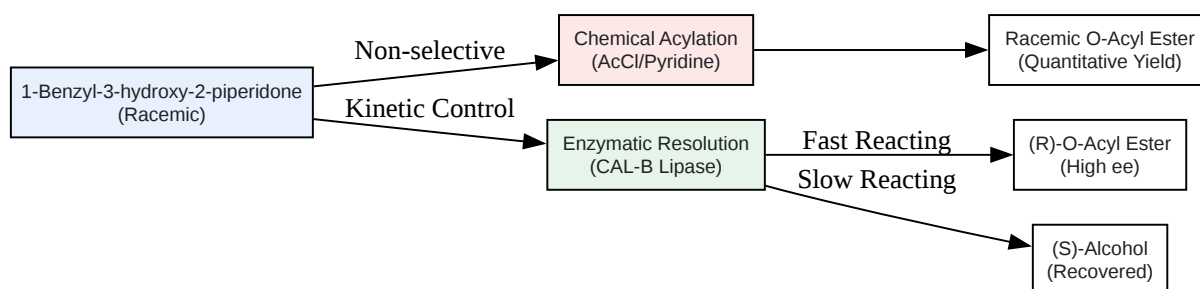 1-Benzyl-3-hydroxy-2-piperidone
(Racemic)
Non-selective
Kinetic Control
Chemical Acylation
(AcCl/Pyridine)
Enzymatic Resolution
(CAL-B Lipase)
Fast Reacting
Slow Reacting
Racemic O-Acyl Ester
(Quantitative Yield)
(R)-O-Acyl Ester
(High ee)
(S)-Alcohol
(Recovered)